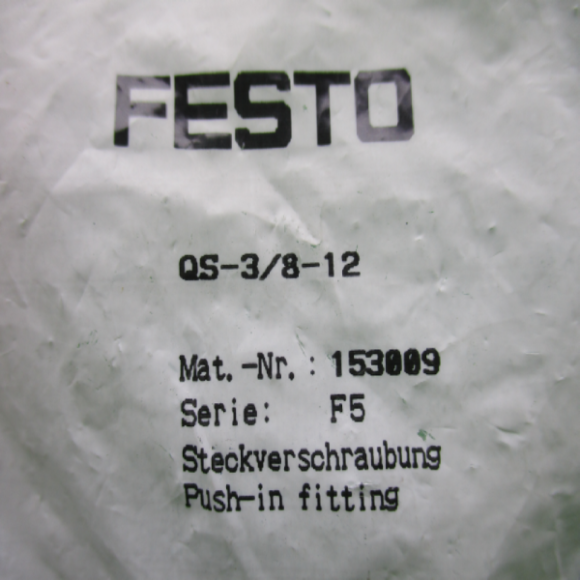 FESTO
QS-3/8-12
Mat.-Nr.: 153009
Serie: F5
Steckverschraubung
Push-in fitting